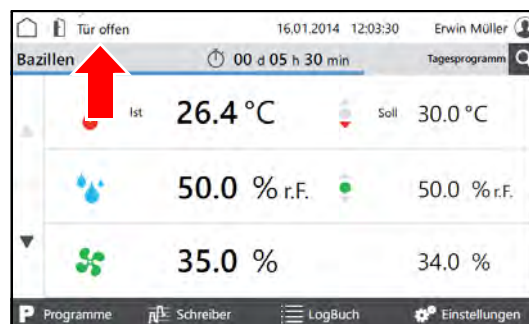 Tür offen 16.01.2014 12:03:30 Erwin Müller
Bazillen 00 d 05 h 30 min Tagesprogramm
Ist 26.4 °C Soll 30.0 °C
50.0 % r.F. 50.0 % r.F.
35.0 % 34.0 %
P Programme Schreiber LogBuch Einstellungen